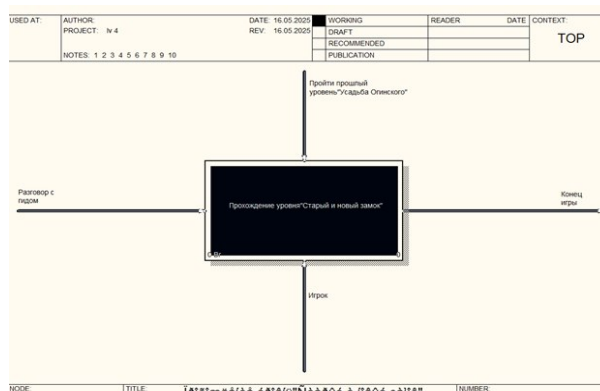 USED AT:
AUTHOR:
DATE: 16.05.2025
WORKING
READER
DATE
CONTEXT:
PROJECT: lv 4
REV: 16.05.2025
DRAFT
TOP
RECOMMENDED
NOTES: 1 2 3 4 5 6 7 8 9 10
PUBLICATION
Пройти прошлый
уровень"Усадьба Огинского"
Разговор с
гидом
Прохождение уровня"Старый и новый замок"
Конец
игры
0
Игрок
NODE:
TITLE:
NUMBER: